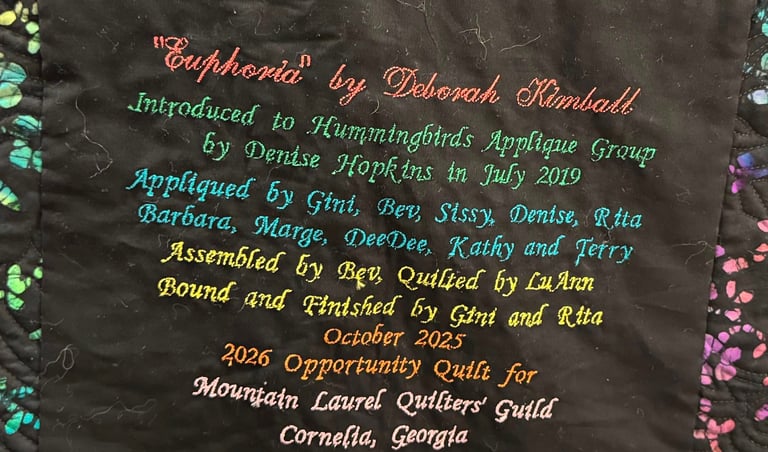 "Euphoria" by Deborah Kimball
Introduced to Hummingbirds Applique Group
by Denise Hopkins in July 2019
Appliqued by Gini, Bev, Sissy, Denise, Rita
Barbara, Marge, DeeDee, Kathy and Terry
Assembled by Bev, Quilted by LuAnn
Bound and Finished by Gini and Rita
October 2025
2026 Opportunity Quilt for
Mountain Laurel Quilters' Guild
Cornelia, Georgia